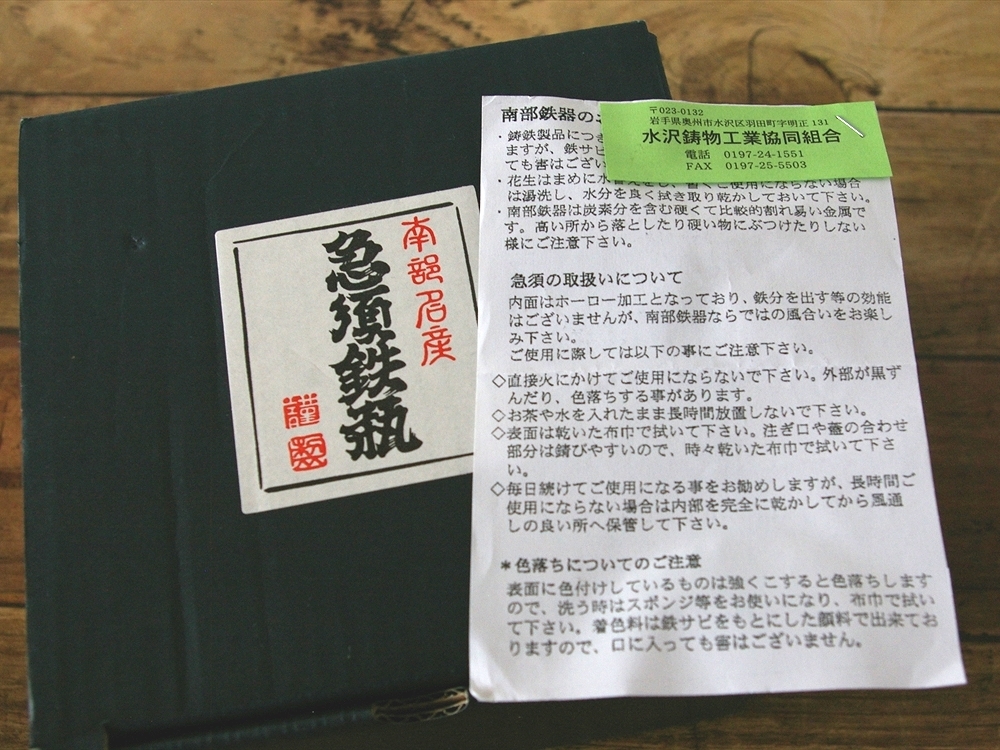 南部名産
急須鉄瓶
謹製
〒023-0132
岩手県奥州市水沢区羽田町字明正 131
水沢鋳物工業協同組合
電話 0197-24-1551
FAX 0197-25-5503
南部鉄器の
・鋳鉄製品につき
ますが、鉄サビ
ても害はござい
・花生はまめに水
くご使用にならない場合
は湯洗し、水分を良く拭き取り乾かしておいて下さい。
・南部鉄器は炭素分を含む硬くて比較的割れ易い金属で
す。高い所から落としたり硬い物にぶつけたりしない
様にご注意下さい。
急須の取扱いについて
内面はホーロー加工となっており、鉄分を出す等の効能
はございませんが、南部鉄器ならではの風合いをお楽し
み下さい。
ご使用に際しては以下の事にご注意下さい。
◇直接火にかけてご使用にならないで下さい。外部が黒ず
んだり、色落ちする事があります。
◇お茶や水を入れたまま長時間放置しないで下さい。
◇表面は乾いた布巾で拭いて下さい。注ぎ口や蓋の合わせ
部分は錆びやすいので、時々乾いた布巾で拭いて下さ
い。
◇毎日続けてご使用になる事をお勧めしますが、長時間ご
使用にならない場合は内部を完全に乾かしてから風通
しの良い所へ保管して下さい。
＊色落ちについてのご注意
表面に色付けしているものは強くこすると色落ちします
ので、洗う時はスポンジ等をお使いになり、布巾で拭い
て下さい。着色料は鉄サビをもとにした顔料で出来てお
りますので、口に入っても害はございません。